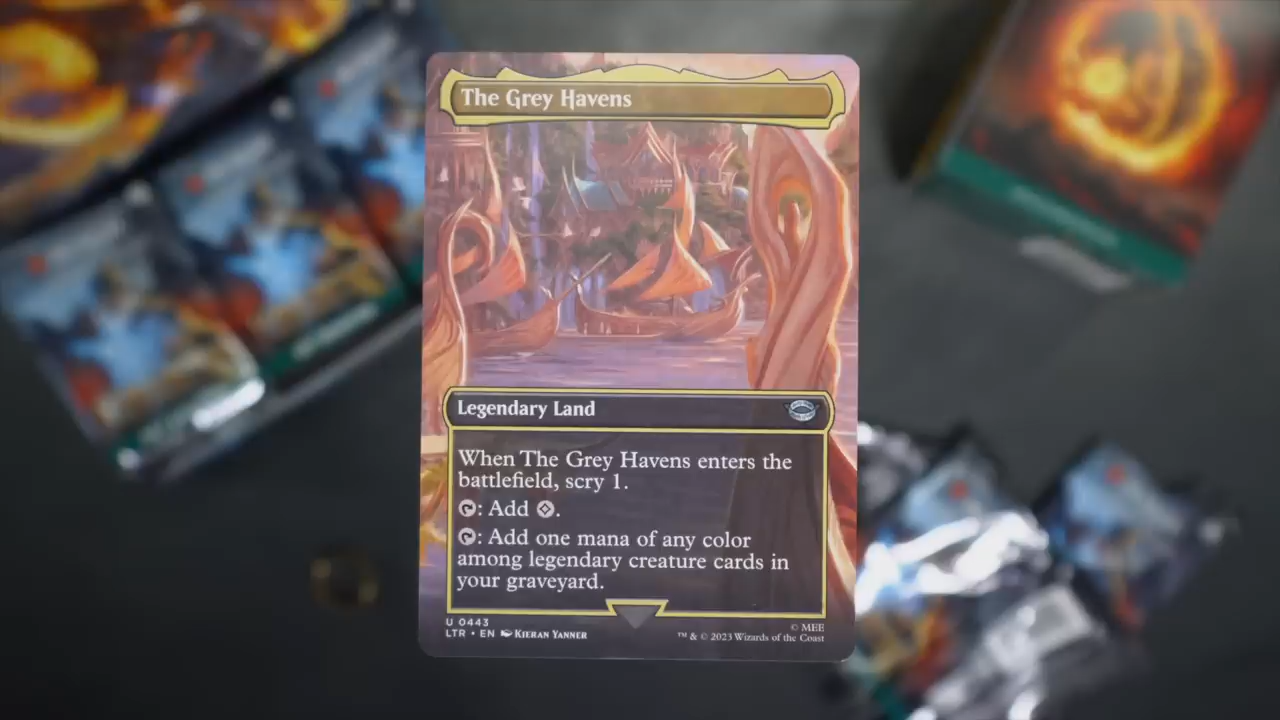 The Grey Havens
Legendary Land
When The Grey Havens enters the
battlefield, scry 1.
: Add .
: Add one mana of any color
among legendary creature cards in
your graveyard.
U 0443
LTR • EN KIERAN YANNER
© MEE
™ & © 2023 Wizards of the Coast